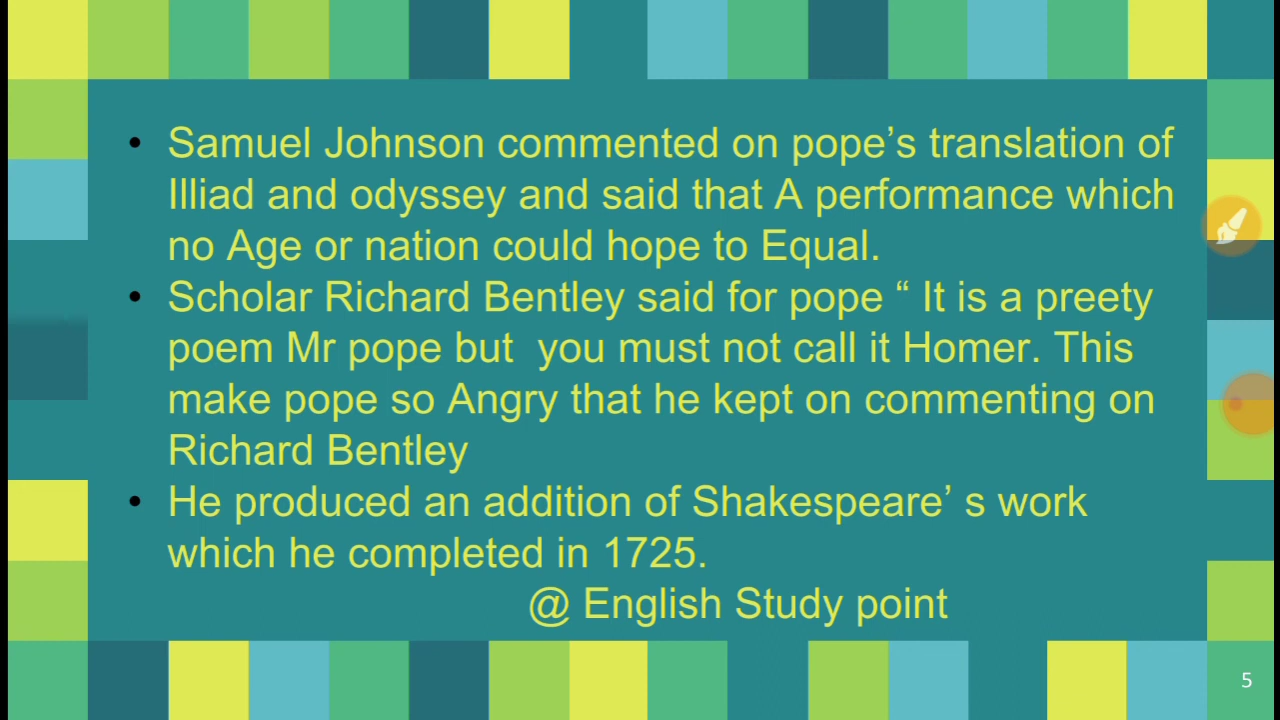 • Samuel Johnson commented on pope’s translation of
Illiad and odyssey and said that A performance which
no Age or nation could hope to Equal.
• Scholar Richard Bentley said for pope “ It is a preety
poem Mr pope but  you must not call it Homer. This
make pope so Angry that he kept on commenting on
Richard Bentley
• He produced an addition of Shakespeare’ s work
which he completed in 1725.
@ English Study point
5